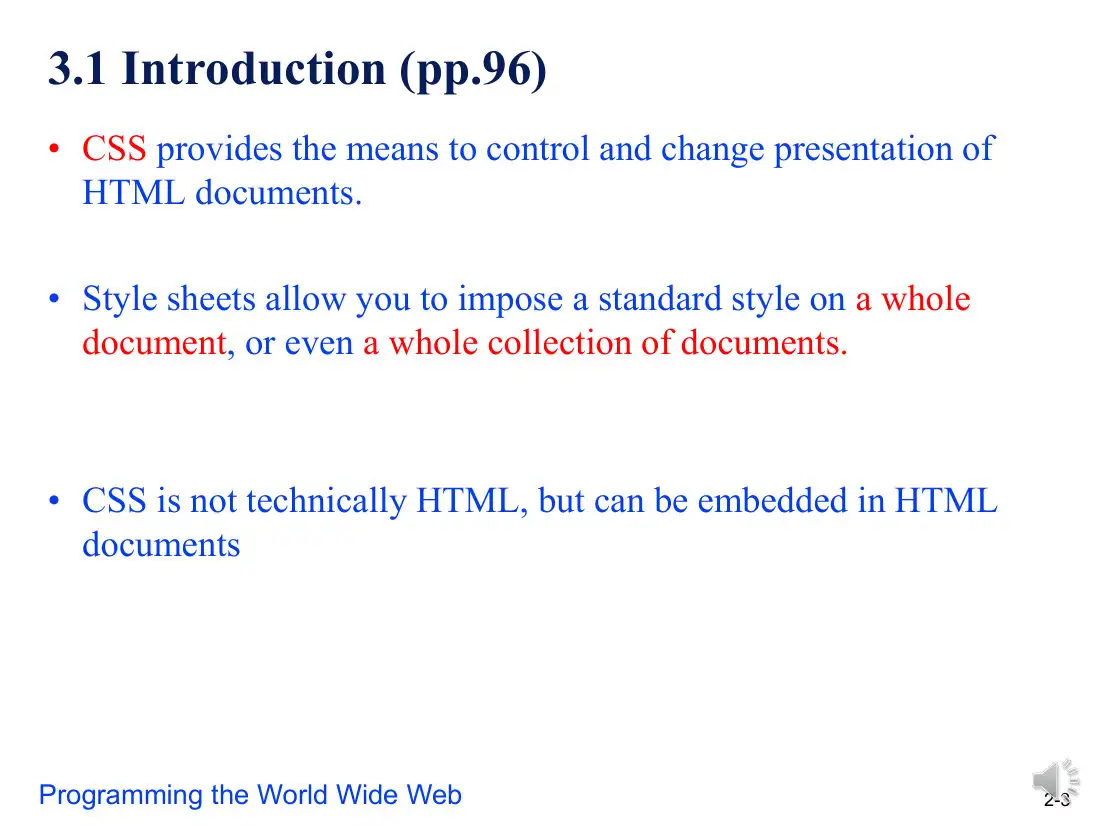 3.1 Introduction (pp.96)
• CSS provides the means to control and change presentation of
HTML documents.
• Style sheets allow you to impose a standard style on a whole
document, or even a whole collection of documents.
• CSS is not technically HTML, but can be embedded in HTML
documents
Programming the World Wide Web
2-3